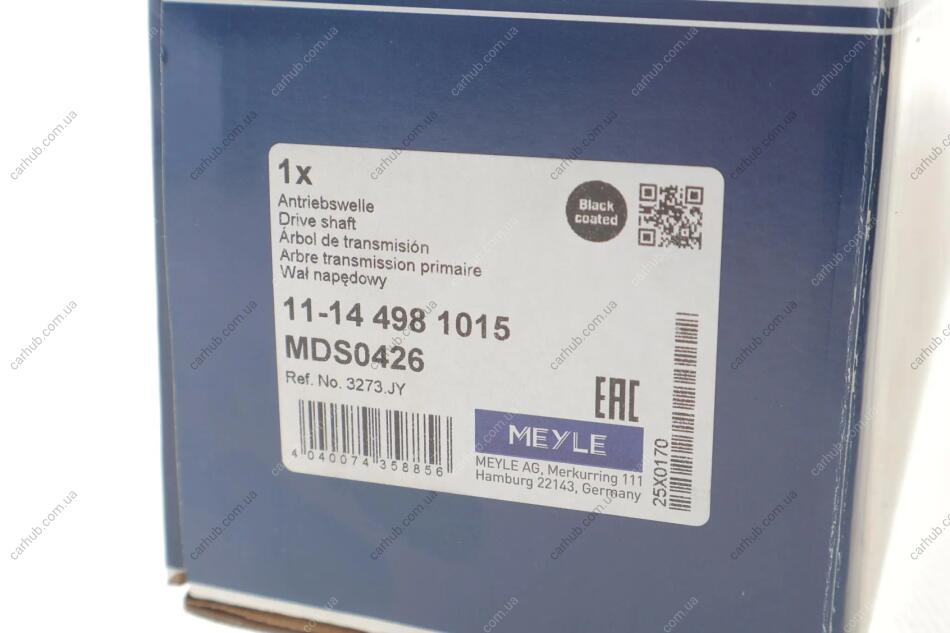 1x
Antriebswelle
Drive shaft
Árbol de transmisión
Arbre transmission primaire
Wał napędowy
11-14 498 1015
MDS0426
Ref. No. 3273.JY
4 040074 358856
Black
coated
EAC
MEYLE
MEYLE AG, Merkurring 111
Hamburg 22143, Germany
25X0170
carhub.com.ua